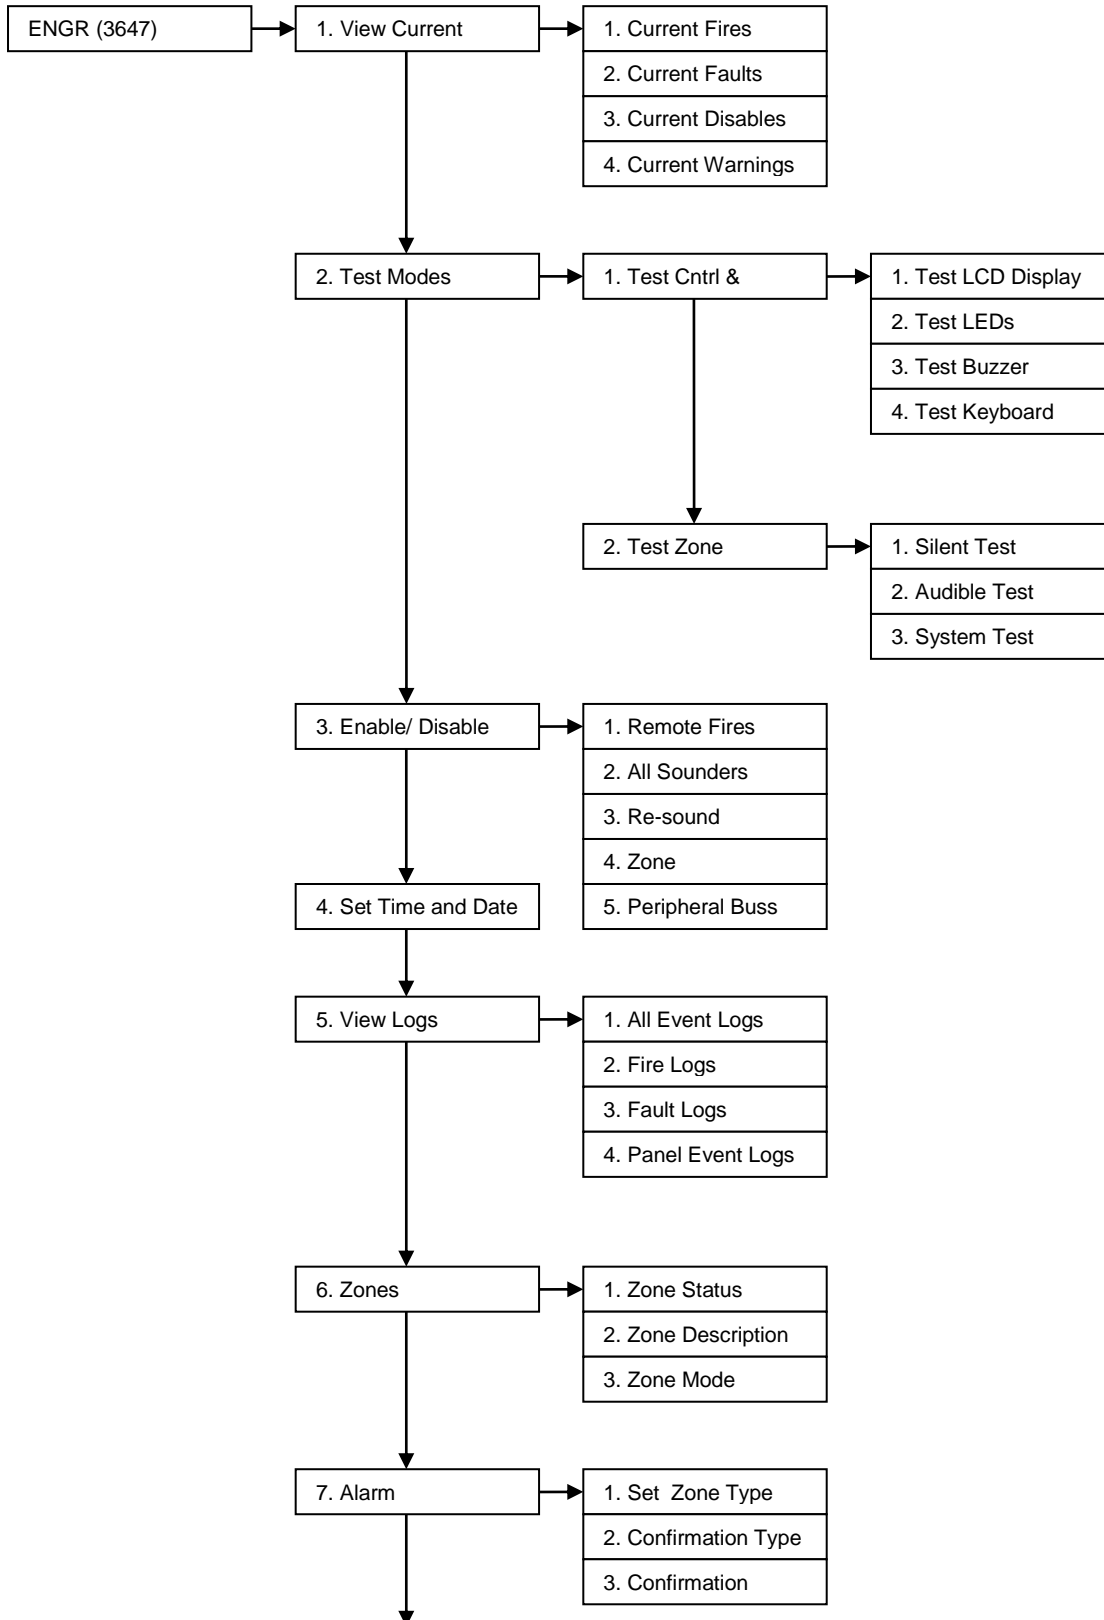 ENGR (3647)
1. View Current
1. Current Fires
2. Current Faults
3. Current Disables
4. Current Warnings
2. Test Modes
1. Test Cntrl &
1. Test LCD Display
2. Test LEDs
3. Test Buzzer
4. Test Keyboard
2. Test Zone
1. Silent Test
2. Audible Test
3. System Test
3. Enable/ Disable
1. Remote Fires
2. All Sounders
3. Re-sound
4. Zone
5. Peripheral Buss
4. Set Time and Date
5. View Logs
1. All Event Logs
2. Fire Logs
3. Fault Logs
4. Panel Event Logs
6. Zones
1. Zone Status
2. Zone Description
3. Zone Mode
7. Alarm
1. Set  Zone Type
2. Confirmation Type
3. Confirmation